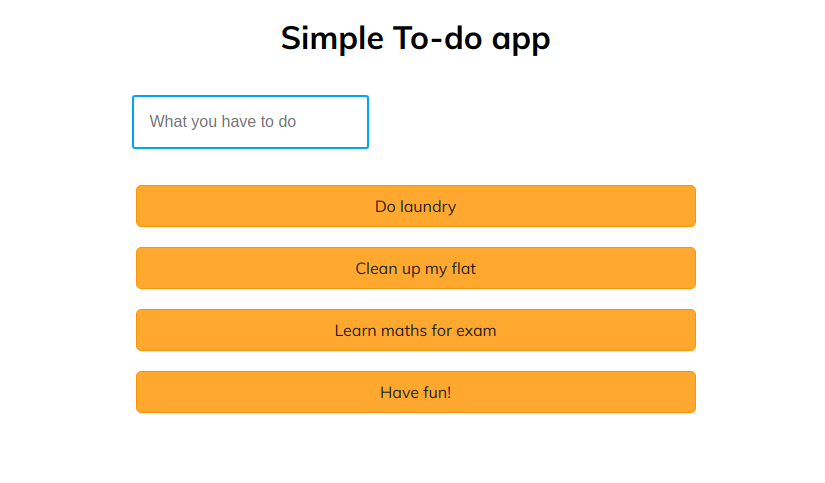 Simple To-do app
What you have to do
Do laundry
Clean up my flat
Learn maths for exam
Have fun!